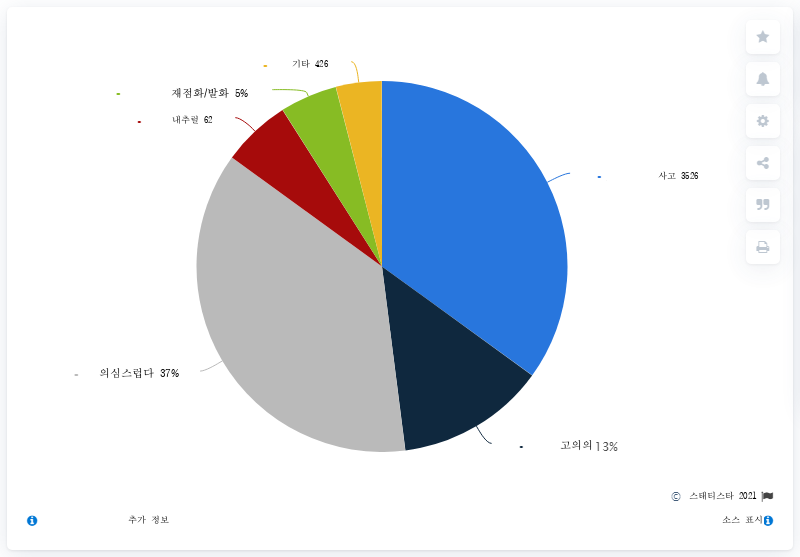 기타 426
재점화/발화 5%
내추럴 62
사고 3526
의심스럽다 37%
고의의 13%
© 스태티스타 2021
추가 정보
소스 표시